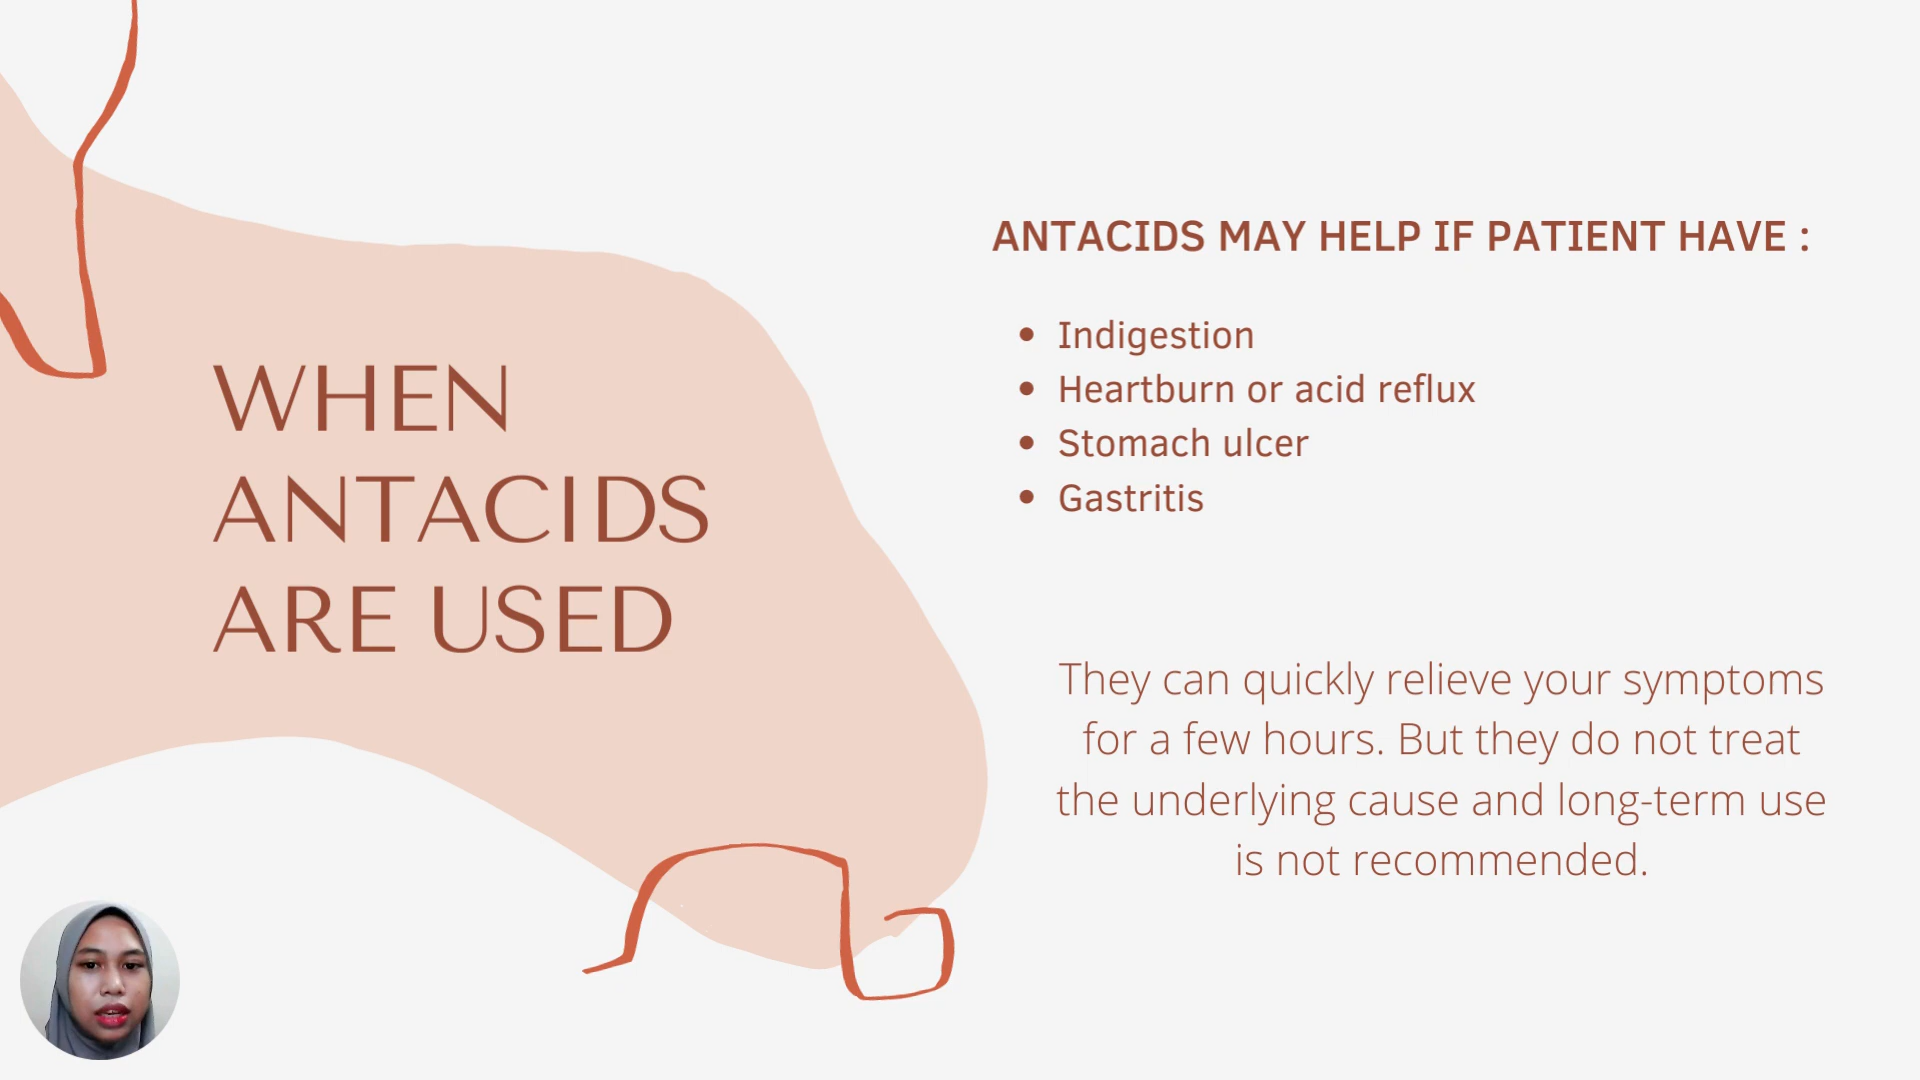 WHEN
ANTACIDS
ARE USED
ANTACIDS MAY HELP IF PATIENT HAVE :
• Indigestion
• Heartburn or acid reflux
• Stomach ulcer
• Gastritis
They can quickly relieve your symptoms
for a few hours. But they do not treat
the underlying cause and long-term use
is not recommended.